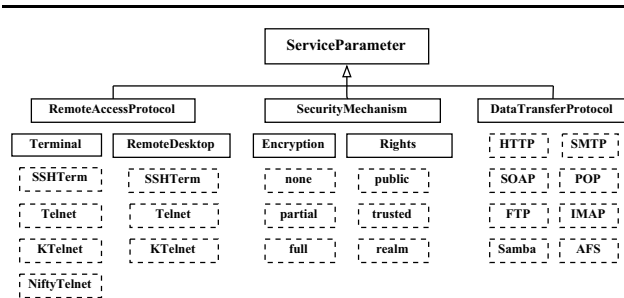 ServiceParameter
RemoteAccessProtocol SecurityMechanism DataTransferProtocol
Terminal RemoteDesktop Encryption Rights HTTP SMTP
SSHTerm SSHTerm none public SOAP POP
Telnet Telnet partial trusted FTP IMAP
KTelnet KTelnet full realm Samba AFS
NiftyTelnet